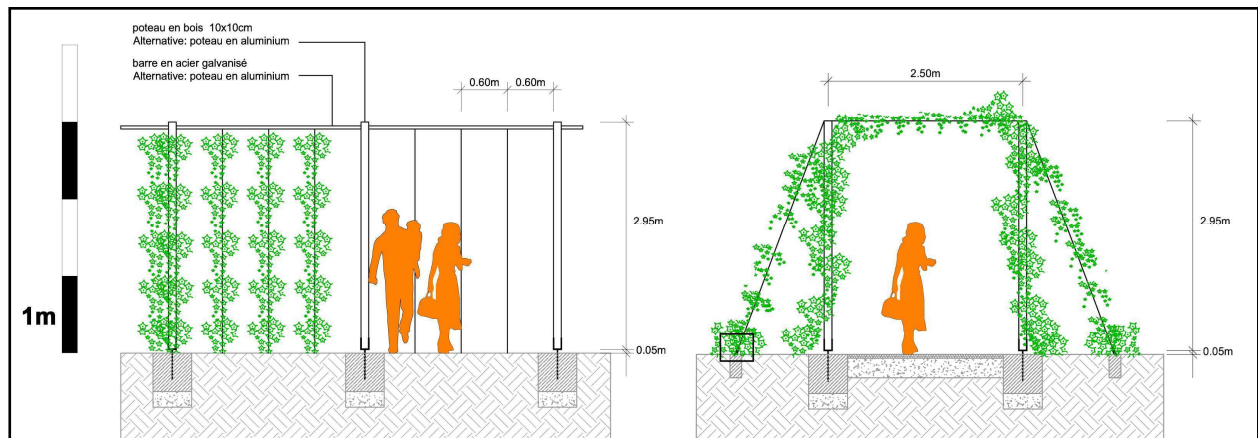 poteau en bois 10x10cm
Alternative: poteau en aluminium
barre en acier galvanisé
Alternative: poteau en aluminium
0.60m
0.60m
2.95m
0.05m
1m
2.50m
2.95m
0.05m